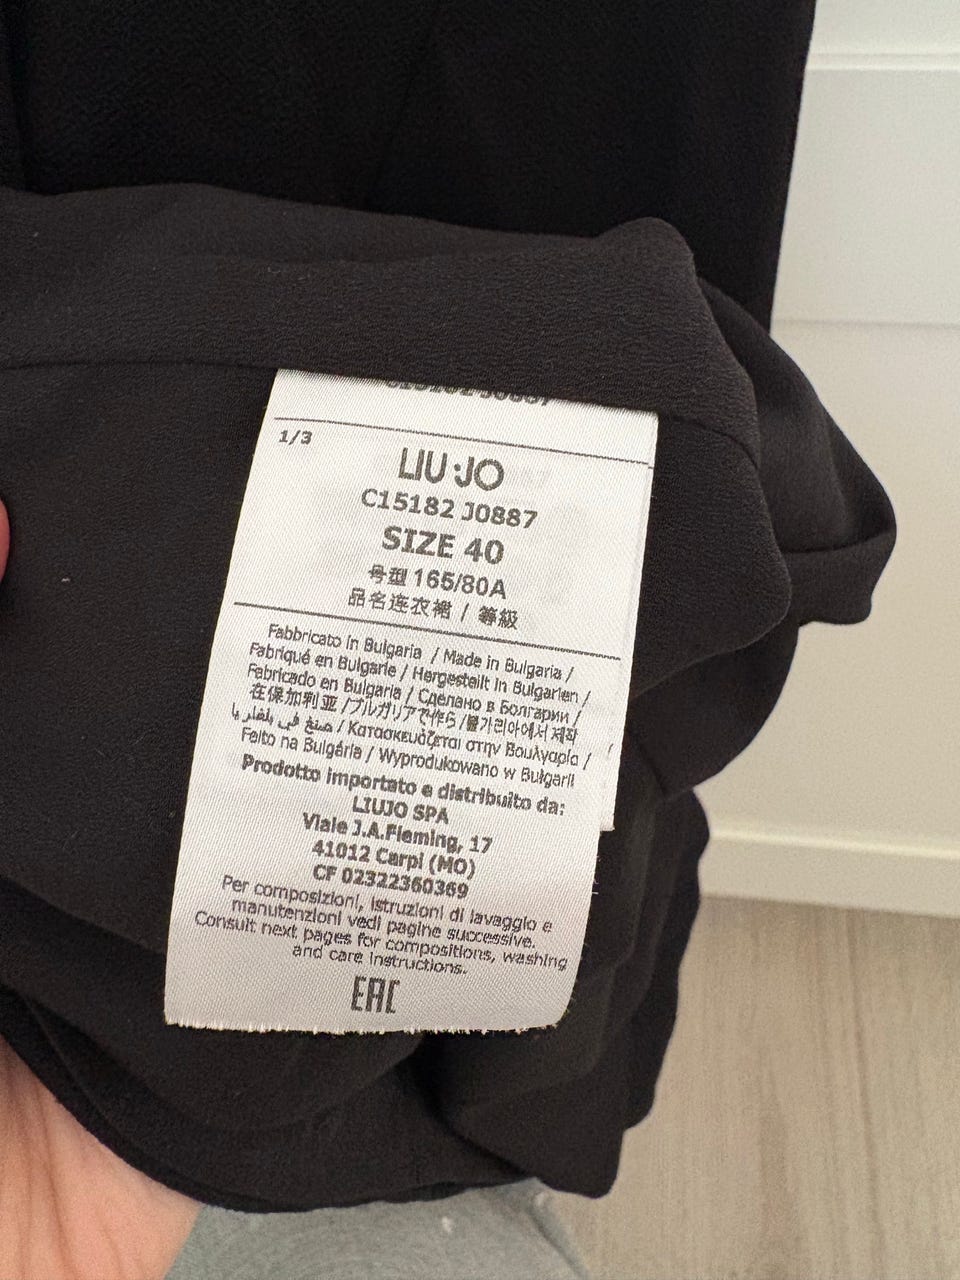 C15182 J0887
1/3
LIU·JO
C15182 J0887
SIZE 40
号型 165/80A
品名连衣裙 / 等級
Fabbricato in Bulgaria / Made in Bulgaria /
Fabriqué en Bulgarie / Hergestellt in Bulgarien /
Fabricado en Bulgaria / Сделано в Болгарии /
在保加利亚 /ブルガリアで作ら /불가리아에서 제작
صنع في بلغاريا / Κατασκευάζεται στην Βουλγαρία /
Feito na Bulgária / Wyprodukowano w Bułgarii
Prodotto importato e distribuito da:
LIUJO SPA
Viale J.A.Fleming, 17
41012 Carpi (MO)
CF 02322360369
Per composizioni, istruzioni di lavaggio e
manutenzioni vedi pagine successive.
Consult next pages for compositions, washing
and care instructions.
EAC